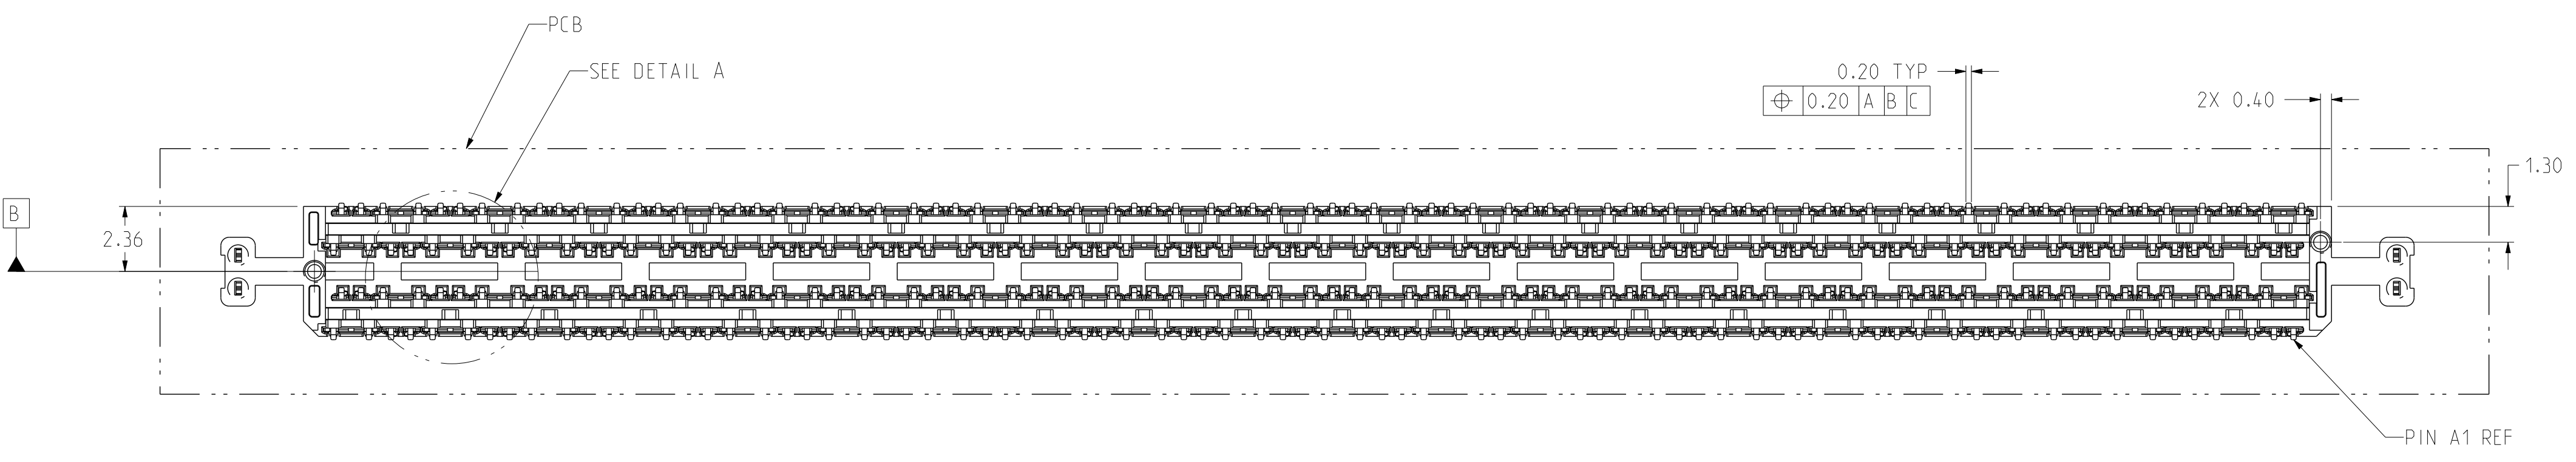 PCB
SEE DETAIL A
0.20 TYP
⌖ 0.20 A B C
2X 0.40
1.30
B
2.36
PIN A1 REF